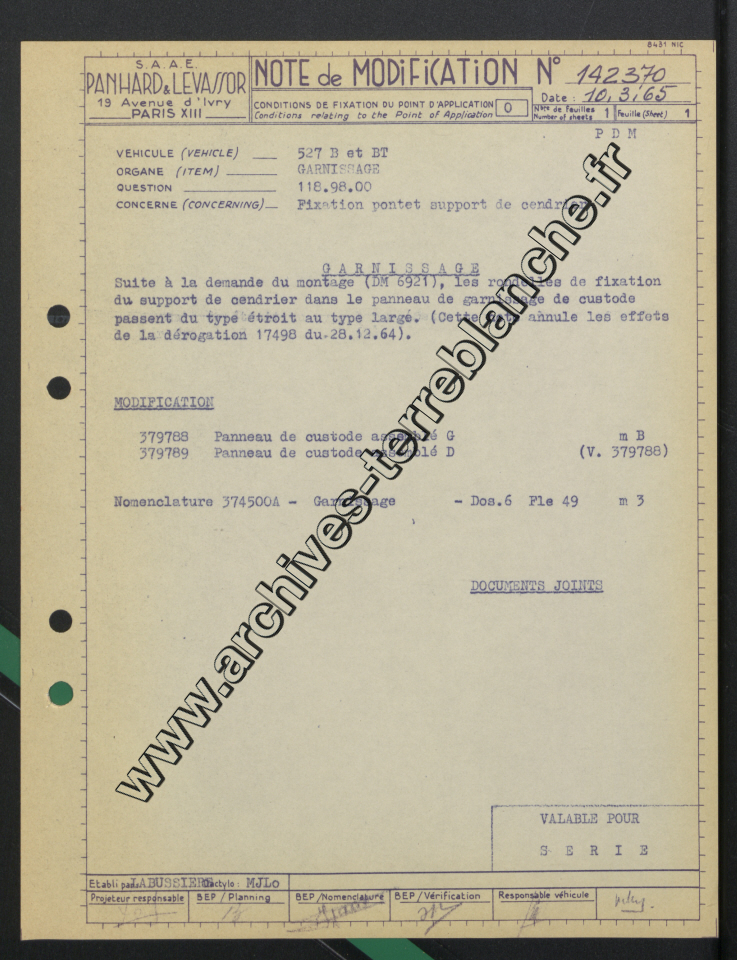 8431 NIC
S.A.A.E.
PANHARD & LEVASSOR
19 Avenue d'Ivry
PARIS XIII
NOTE de MODIFICATION N° 142370
Date : 10.3.65
CONDITIONS DE FIXATION DU POINT D'APPLICATION 0
Conditions relating to the Point of Application
Nbre de feuilles
Number of sheets 1
Feuille (Sheet) 1
P D M
VEHICULE (VEHICLE) 527 B et BT
ORGANE (ITEM) GARNISSAGE
QUESTION 118.98.00
CONCERNE (CONCERNING) Fixation pontet support de cendrier
G A R N I S S A G E
Suite à la demande du montage (DM 6921), les rondelles de fixation
du support de cendrier dans le panneau de garnissage de custode
passent du type étroit au type large. (Cette note annule les effets
de la dérogation 17498 du 28.12.64).
MODIFICATION
379788 Panneau de custode assemblé G m B
379789 Panneau de custode assemblé D (V. 379788)
Nomenclature 374500A - Garnissage - Dos.6 Fle 49 m 3
DOCUMENTS JOINTS
www.archives-terreblanche.fr
VALABLE POUR
S E R I E
Etabli par: LABUSSIERE Dactylo : MJLo
Projeteur responsable BEP / Planning BEP / Nomenclature BEP / Vérification Responsable véhicule